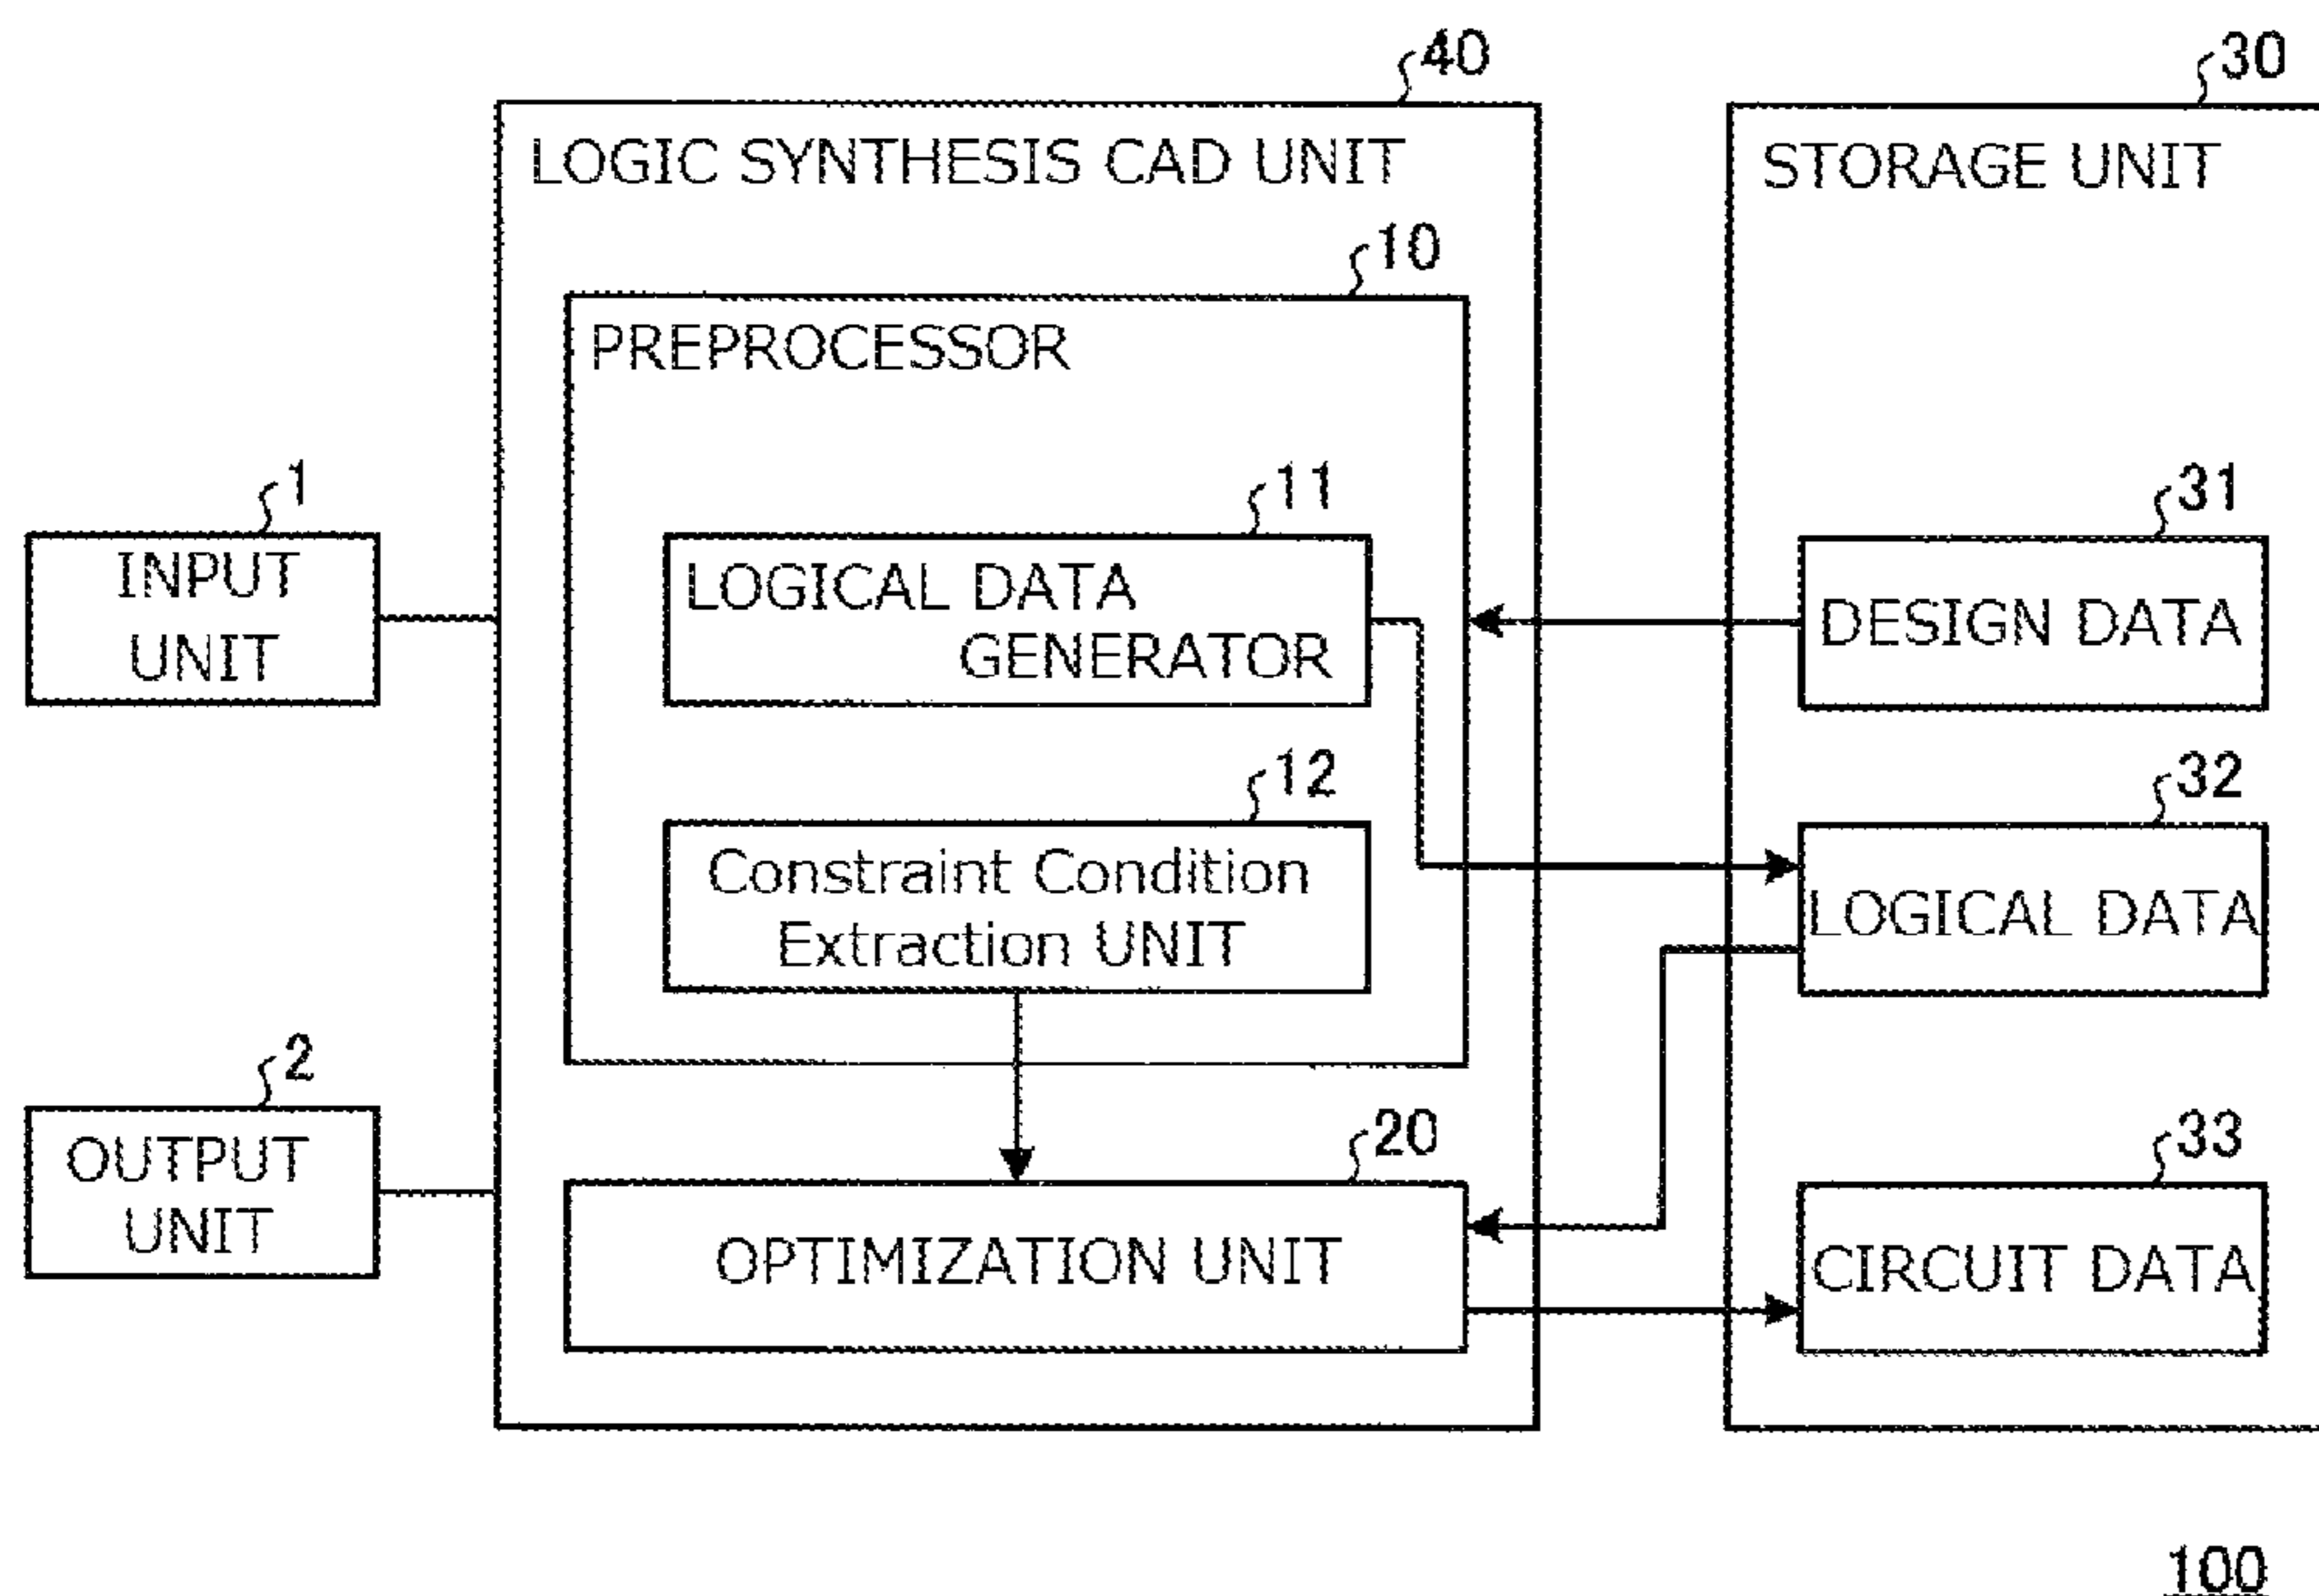 40
30
LOGIC SYNTHESIS CAD UNIT
STORAGE UNIT
10
PREPROCESSOR
1
INPUT
UNIT
11
LOGICAL DATA
GENERATOR
31
DESIGN DATA
12
Constraint Condition
Extraction UNIT
32
LOGICAL DATA
2
OUTPUT
UNIT
20
OPTIMIZATION UNIT
33
CIRCUIT DATA
100